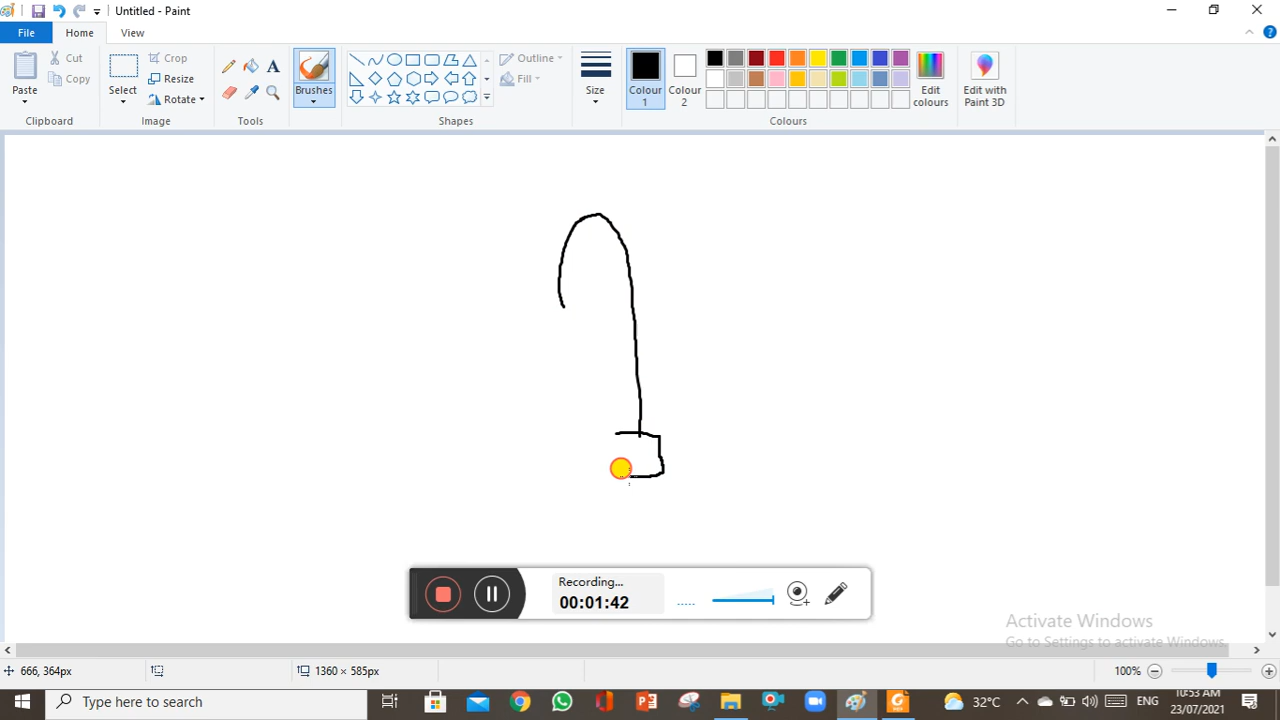 Untitled - Paint
File
Home
View
Paste
Cut
Copy
Clipboard
Select
Crop
Resize
Rotate
Image
A
Tools
Brushes
Shapes
Outline
Fill
Size
Colour
1
Colour
2
Edit
colours
Colours
Edit with
Paint 3D
Recording...
00:01:42
Activate Windows
Go to Settings to activate Windows.
666, 364px
1360 × 585px
100%
Type here to search
32°C
ENG
10:53 AM
23/07/2021